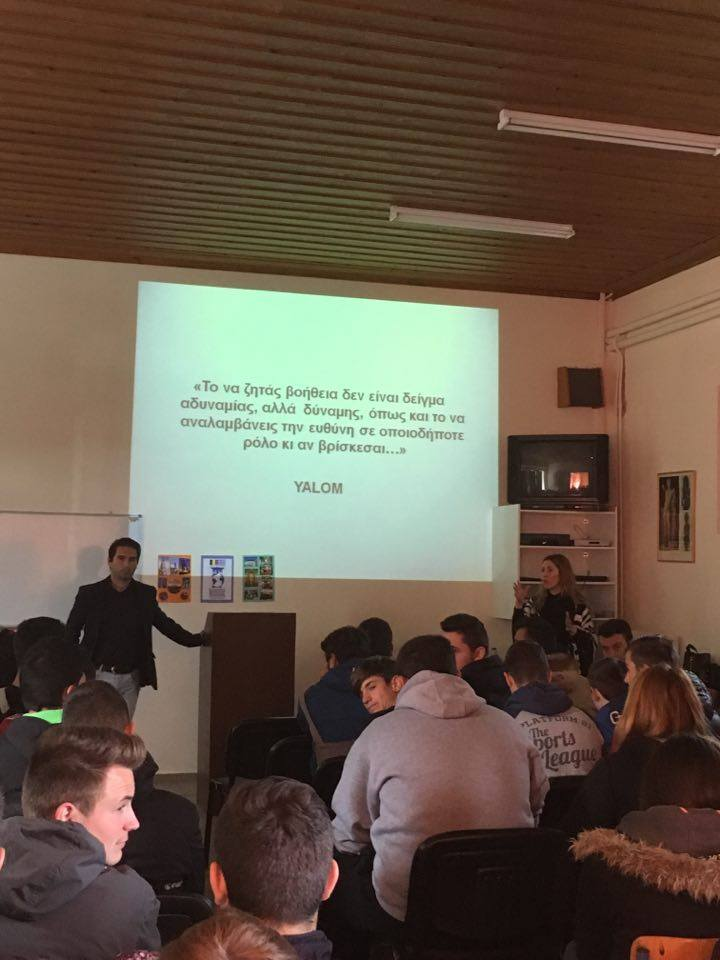 «Το να ζητάς βοήθεια δεν είναι δείγμα
αδυναμίας, αλλά δύναμης, όπως και το να
αναλαμβάνεις την ευθύνη σε οποιοδήποτε
ρόλο κι αν βρίσκεσαι...»
YALOM
PLATFORM 61
The
Sports
League